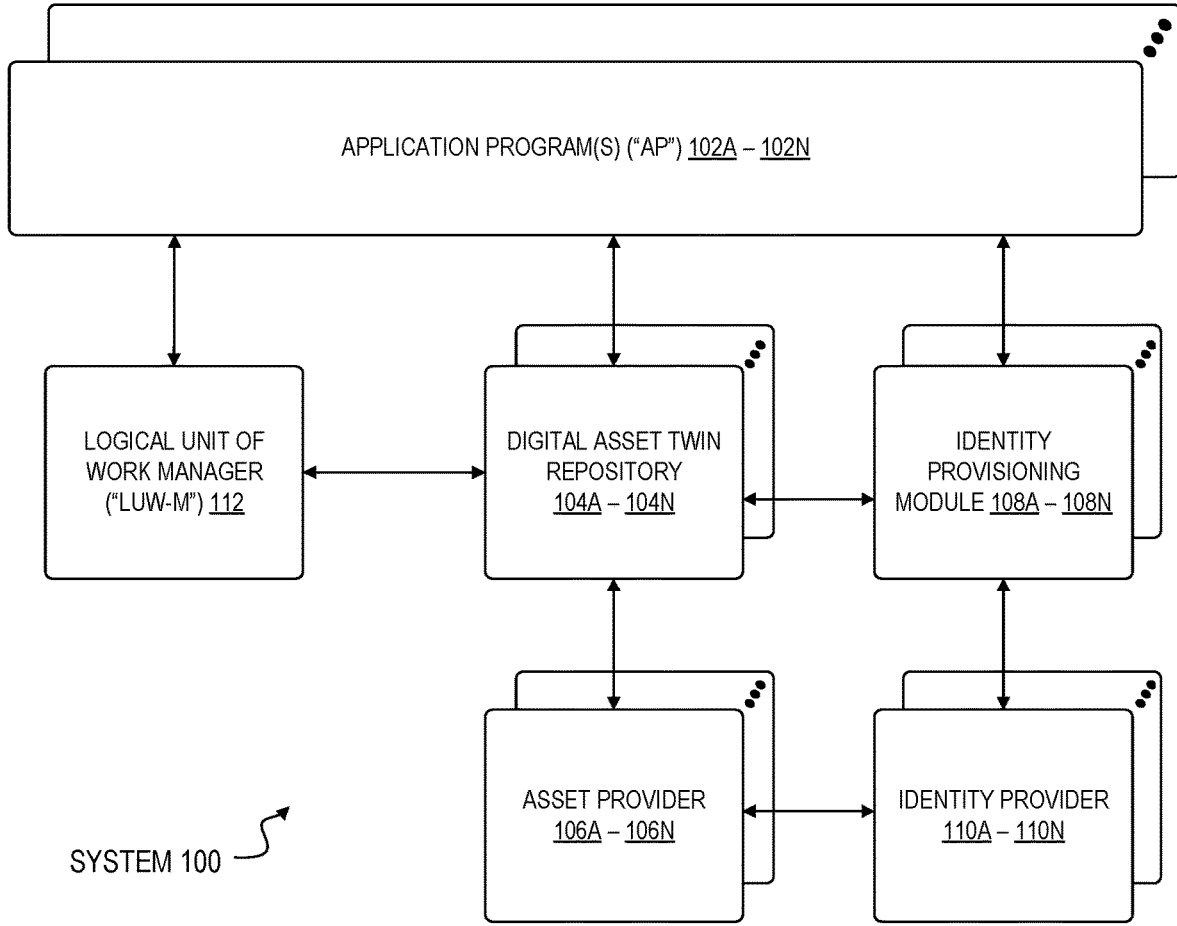 APPLICATION PROGRAM(S) (“AP”) 102A – 102N
LOGICAL UNIT OF
WORK MANAGER
(“LUW-M”) 112
DIGITAL ASSET TWIN
REPOSITORY
104A – 104N
IDENTITY
PROVISIONING
MODULE 108A – 108N
ASSET PROVIDER
106A – 106N
IDENTITY PROVIDER
110A – 110N
SYSTEM 100